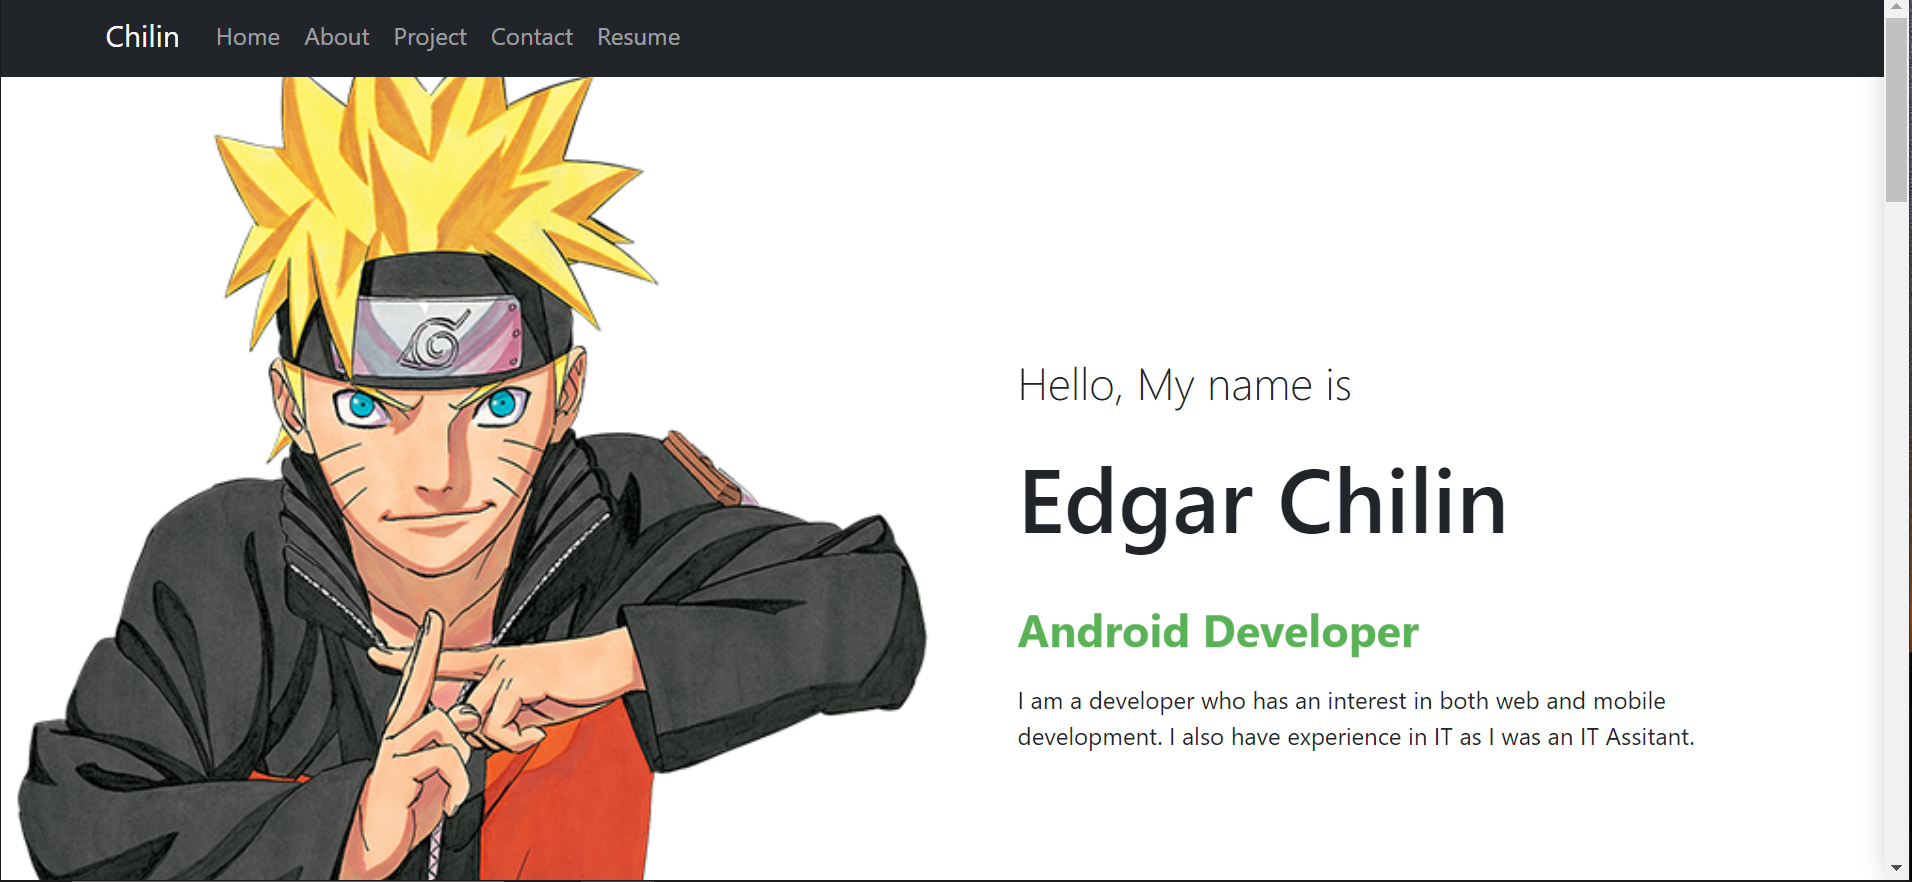 Chilin Home About Project Contact Resume
Hello, My name is
Edgar Chilin
Android Developer
I am a developer who has an interest in both web and mobile
development. I also have experience in IT as I was an IT Assitant.